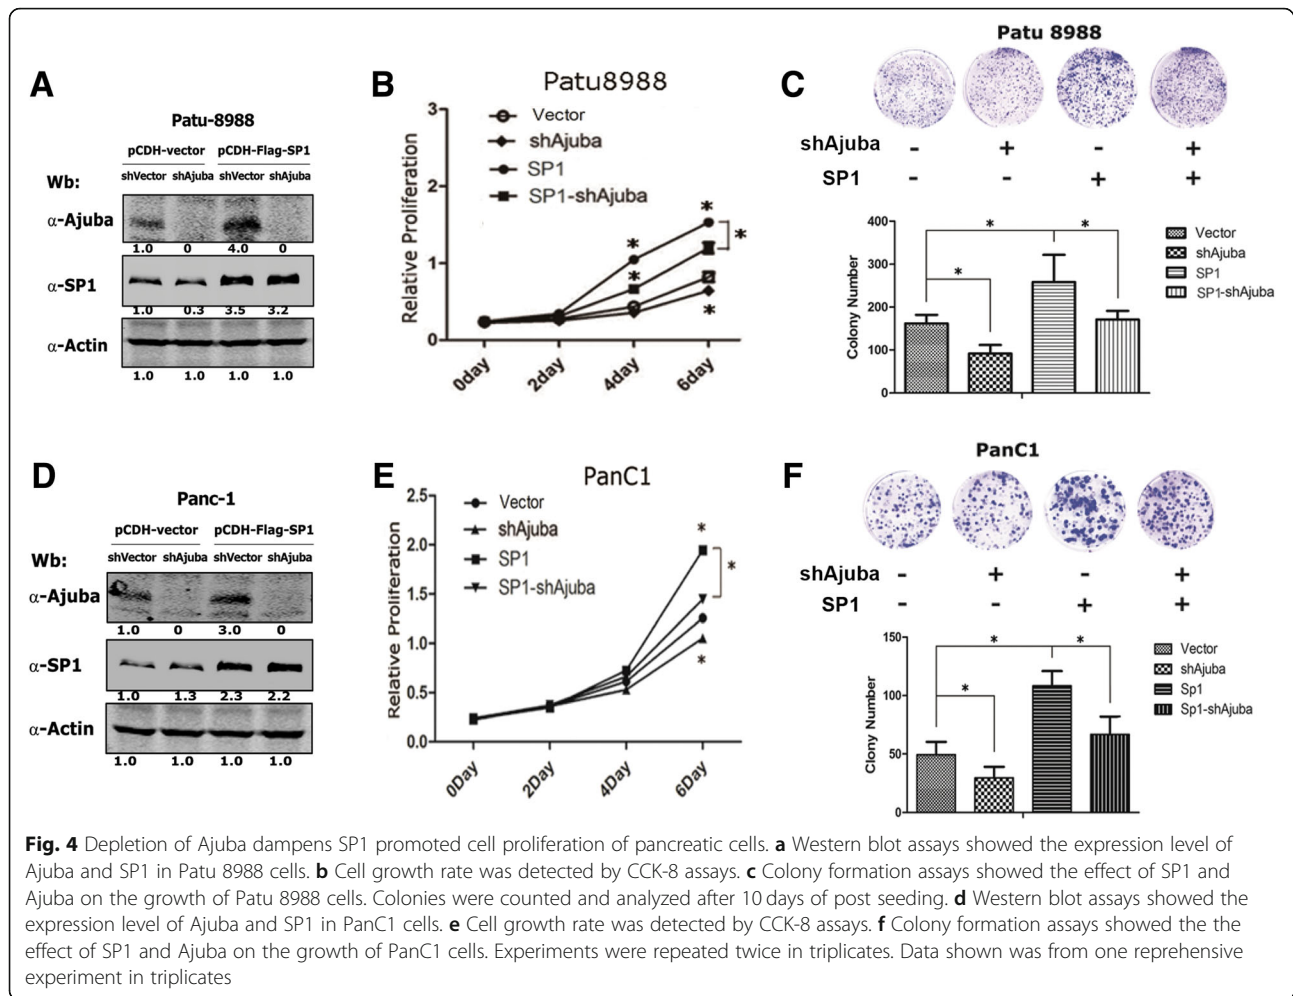 A
Patu-8988
pCDH-vector pCDH-Flag-SP1
Wb: shVector shAjuba shVector shAjuba
α-Ajuba
1.0 0 4.0 0
α-SP1
1.0 0.3 3.5 3.2
α-Actin
1.0 1.0 1.0 1.0
B
Patu8988
Vector
shAjuba
SP1
SP1-shAjuba
Relative Proliferation
3
2
1
0
* * * * *
0day 2day 4day 6day
C
Patu 8988
shAjuba - + - +
SP1 - - + +
Colony Number
400
300
200
100
0
* * *
Vector
shAjuba
SP1
SP1-shAjuba
D
Panc-1
pCDH-vector pCDH-Flag-SP1
Wb: shVector shAjuba shVector shAjuba
α-Ajuba
1.0 0 3.0 0
α-SP1
1.0 1.3 2.3 2.2
α-Actin
1.0 1.0 1.0 1.0
E
PanC1
Vector
shAjuba
SP1
SP1-shAjuba
Relative Proliferation
2.5
2.0
1.5
1.0
0.5
0.0
* * *
0Day 2Day 4Day 6Day
F
PanC1
shAjuba - + - +
SP1 - - + +
Clony Number
150
100
50
0
* * *
Vector
shAjuba
Sp1
Sp1-shAjuba
Fig. 4 Depletion of Ajuba dampens SP1 promoted cell proliferation of pancreatic cells. a Western blot assays showed the expression level of
Ajuba and SP1 in Patu 8988 cells. b Cell growth rate was detected by CCK-8 assays. c Colony formation assays showed the effect of SP1 and
Ajuba on the growth of Patu 8988 cells. Colonies were counted and analyzed after 10 days of post seeding. d Western blot assays showed the
expression level of Ajuba and SP1 in PanC1 cells. e Cell growth rate was detected by CCK-8 assays. f Colony formation assays showed the the
effect of SP1 and Ajuba on the growth of PanC1 cells. Experiments were repeated twice in triplicates. Data shown was from one reprehensive
experiment in triplicates